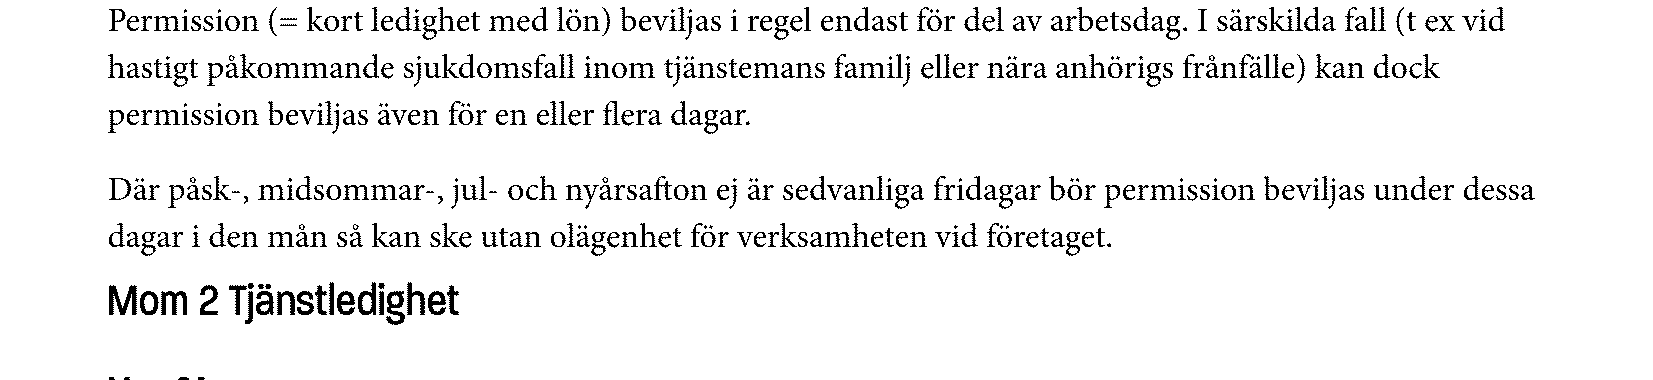 Permission (= kort ledighet med lön) beviljas i regel endast för del av arbetsdag. I särskilda fall (t ex vid
hastigt påkommande sjukdomsfall inom tjänstemans familj eller nära anhörigs frånfälle) kan dock
permission beviljas även för en eller flera dagar.
Där påsk-, midsommar-, jul- och nyårsafton ej är sedvanliga fridagar bör permission beviljas under dessa
dagar i den mån så kan ske utan olägenhet för verksamheten vid företaget.
Mom 2 Tjänstledighet